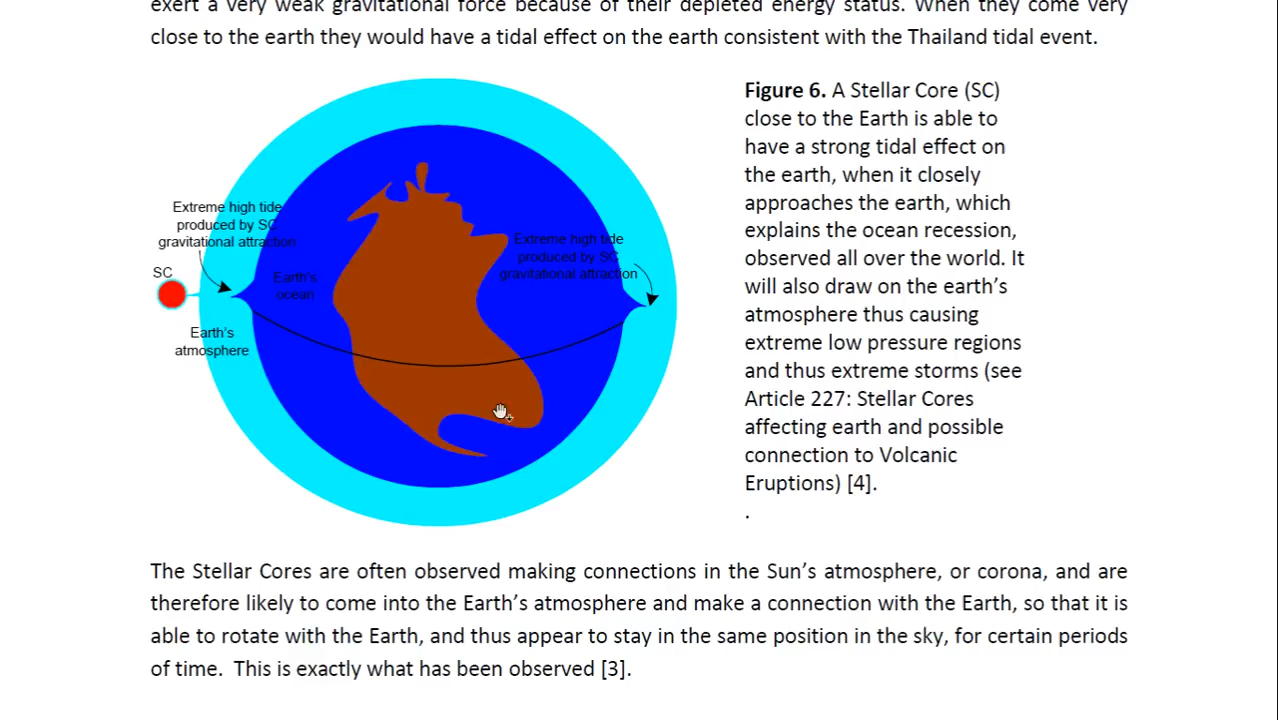 exert a very weak gravitational force because of their depleted energy status. When they come very
close to the earth they would have a tidal effect on the earth consistent with the Thailand tidal event.
Extreme high tide
produced by SC
gravitational attraction
SC
Earth's
ocean
Earth's
atmosphere
Extreme high tide
produced by SC
gravitational attraction
Figure 6. A Stellar Core (SC)
close to the Earth is able to
have a strong tidal effect on
the earth, when it closely
approaches the earth, which
explains the ocean recession,
observed all over the world. It
will also draw on the earth's
atmosphere thus causing
extreme low pressure regions
and thus extreme storms (see
Article 227: Stellar Cores
affecting earth and possible
connection to Volcanic
Eruptions) [4].
.
The Stellar Cores are often observed making connections in the Sun's atmosphere, or corona, and are
therefore likely to come into the Earth's atmosphere and make a connection with the Earth, so that it is
able to rotate with the Earth, and thus appear to stay in the same position in the sky, for certain periods
of time. This is exactly what has been observed [3].